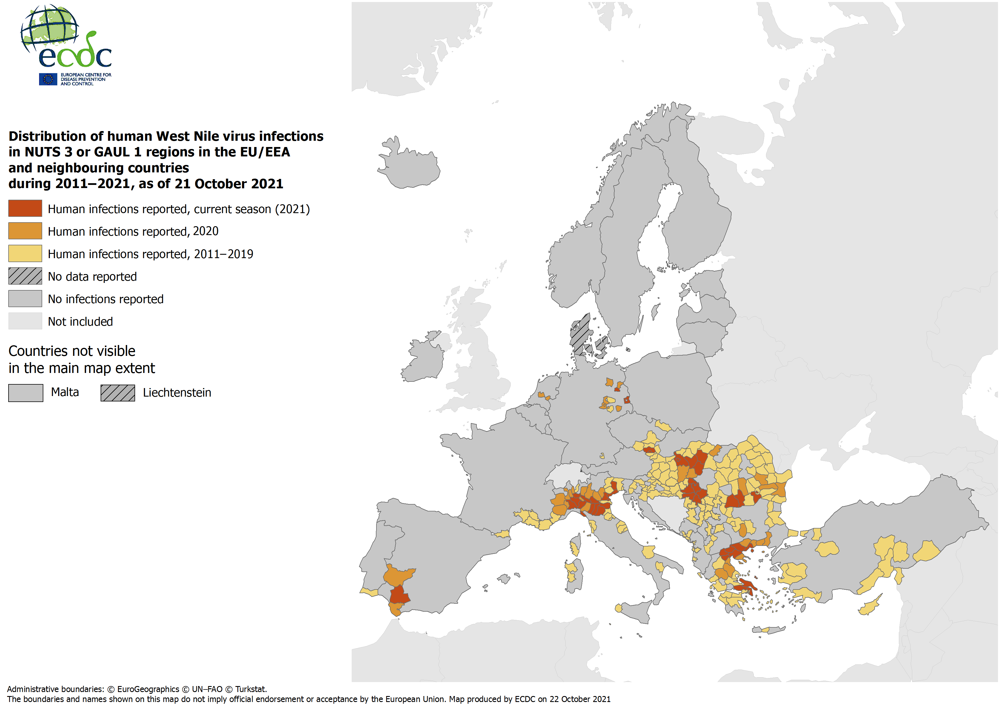 ecdc
EUROPEAN CENTRE FOR
DISEASE PREVENTION
AND CONTROL
Distribution of human West Nile virus infections
in NUTS 3 or GAUL 1 regions in the EU/EEA
and neighbouring countries
during 2011–2021, as of 21 October 2021
Human infections reported, current season (2021)
Human infections reported, 2020
Human infections reported, 2011–2019
No data reported
No infections reported
Not included
Countries not visible
in the main map extent
Malta
Liechtenstein
Administrative boundaries: © EuroGeographics © UN–FAO © Turkstat.
The boundaries and names shown on this map do not imply official endorsement or acceptance by the European Union. Map produced by ECDC on 22 October 2021